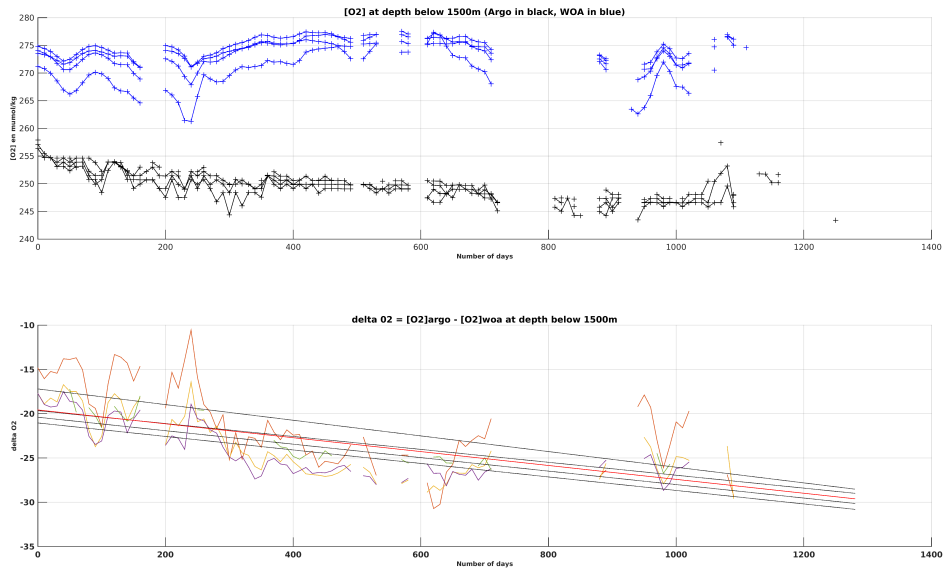 [O2] at depth below 1500m (Argo in black, WOA in blue)
280
275
270
265
260
255
250
245
240
[O2] en mumol/kg
0 200 400 600 800 1000 1200 1400
Number of days
delta 02 = [O2]argo - [O2]woa at depth below 1500m
-10
-15
-20
-25
-30
-35
delta O2
0 200 400 600 800 1000 1200 1400
Number of days